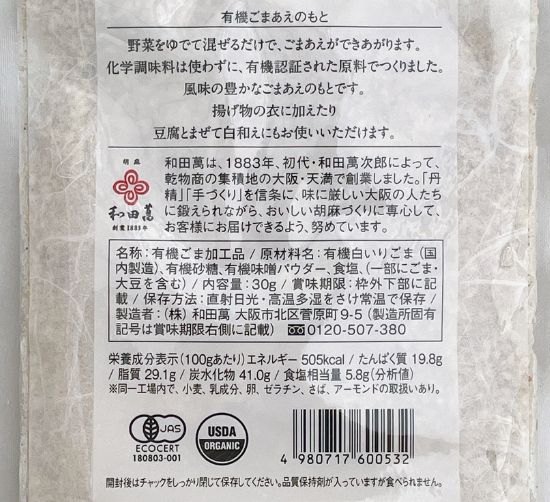 有機ごまあえのもと
野菜をゆでて混ぜるだけで、ごまあえができあがります。
化学調味料は使わずに、有機認証された原料でつくりました。
風味の豊かなごまあえのもとです。
揚げ物の衣に加えたり
豆腐とまぜて白和えにもお使いいただけます。
胡麻
和田萬
創業1883年
和田萬は、1883年、初代・和田萬次郎によって、
乾物商の集積地の大阪・天満で創業しました。「丹
精」「手づくり」を信条に、味に厳しい大阪の人たち
に鍛えられながら、おいしい胡麻づくりに専心して、
お客様にお届けできるよう、努めています。
名称:有機ごま加工品 / 原材料名:有機白いりごま (国
内製造)、有機砂糖、有機味噌パウダー、食塩、(一部にごま・
大豆を含む) / 内容量:30g / 賞味期限:枠外下部に記
載 / 保存方法:直射日光・高温多湿をさけ常温で保存 /
製造者:(株) 和田萬 大阪市北区菅原町9-5 (製造所固有
記号は賞味期限右側に記載) 0120-507-380
栄養成分表示 (100gあたり) エネルギー 505kcal / たんぱく質 19.8g
/ 脂質 29.1g / 炭水化物 41.0g / 食塩相当量 5.8g (分析値)
※同一工場内で、小麦、乳成分、卵、ゼラチン、さば、アーモンドの取扱いあり。
JAS
ECOCERT
180803-001
USDA
ORGANIC
4 980717 600532
開封後はチャックをしっかり閉じて保存してください。品質保持剤が入っていますが食べられません。